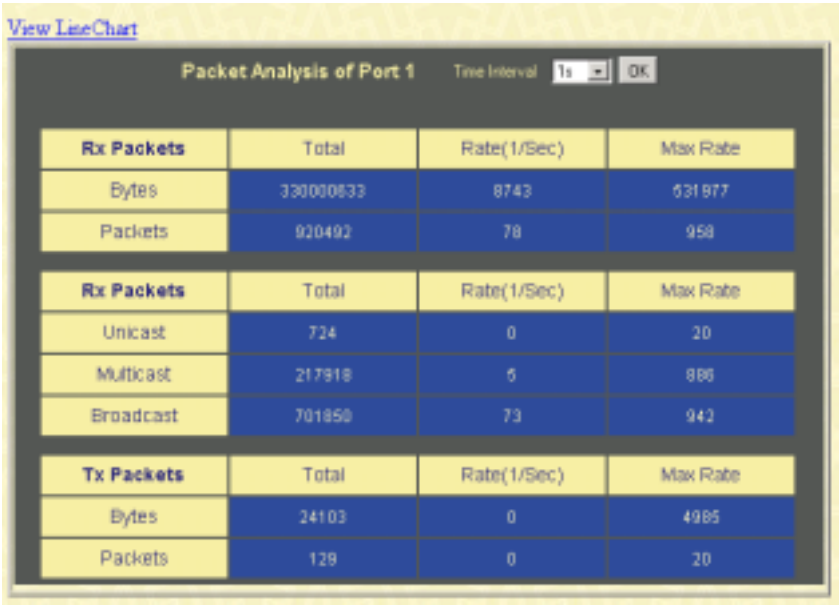 View LineChart
Packet Analysis of Port 1 Time Interval 1s OK
Rx Packets Total Rate(1/Sec) Max Rate
Bytes 330000633 8743 531977
Packets 920492 78 958
Rx Packets Total Rate(1/Sec) Max Rate
Unicast 724 0 20
Multicast 217918 5 886
Broadcast 701850 73 942
Tx Packets Total Rate(1/Sec) Max Rate
Bytes 24103 0 4985
Packets 129 0 20